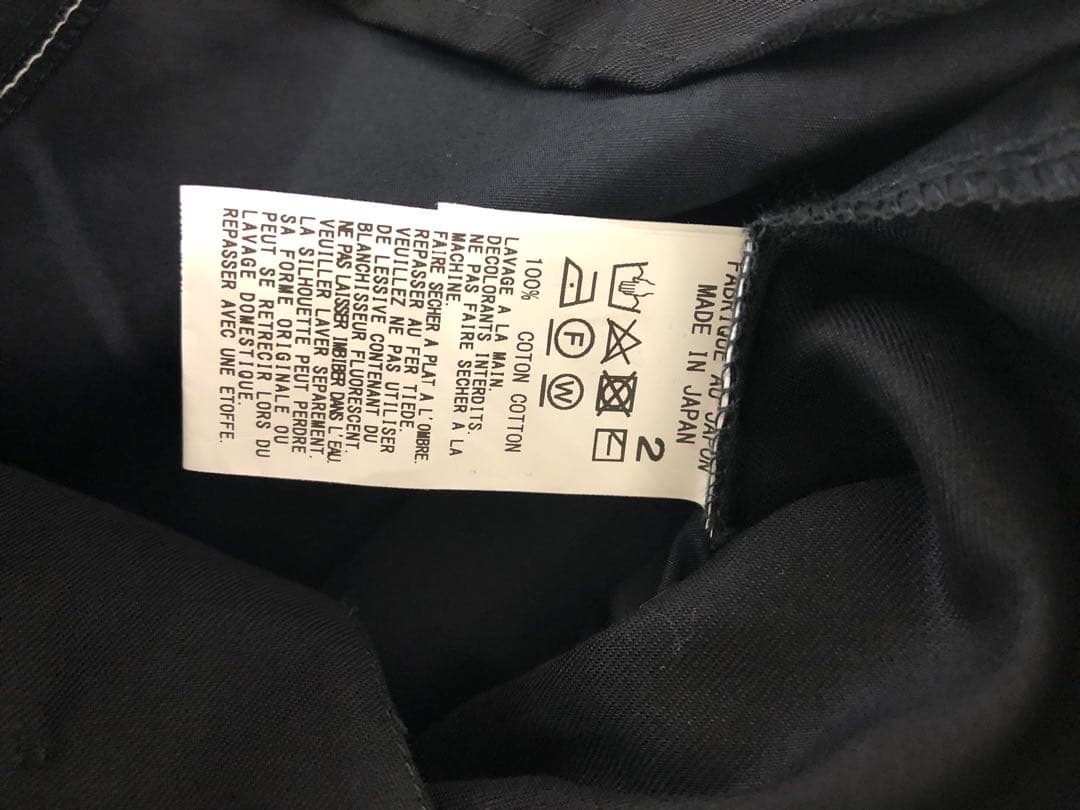 FABRIQUE AU JAPON
MADE IN JAPAN
2
F
W
100% COTON COTTON
LAVAGE A LA MAIN.
DECOLORANTS INTERDITS.
NE PAS FAIRE SECHER A LA
MACHINE.
FAIRE SECHER A PLAT A L'OMBRE.
REPASSER AU FER TIEDE.
VEUILLEZ NE PAS UTILISER
DE LESSIVE CONTENANT DU
BLANCHISSEUR FLUORESCENT.
NE PAS LAISSER IMBIBER DANS L'EAU.
VEUILLER LAVER SEPAREMENT.
LA SILHOUETTE PEUT PERDRE
SA FORME ORIGINALE OU
PEUT SE RETRECIR LORS DU
LAVAGE DOMESTIQUE.
REPASSER AVEC UNE ETOFFE.